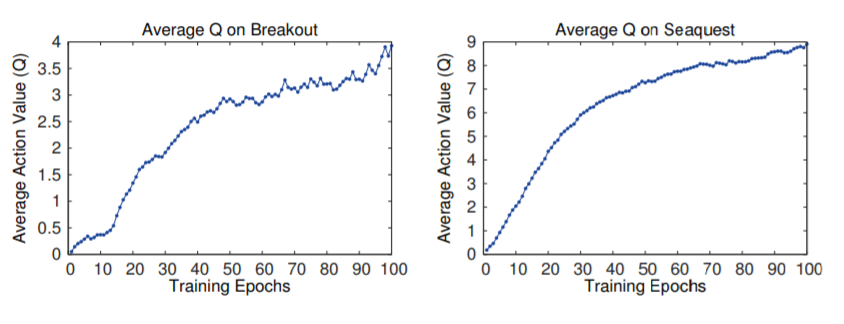 Average Q on Breakout
4
3.5
3
2.5
2
1.5
1
0.5
0
Average Action Value (Q)
0 10 20 30 40 50 60 70 80 90 100
Training Epochs
Average Q on Seaquest
9
8
7
6
5
4
3
2
1
0
Average Action Value (Q)
0 10 20 30 40 50 60 70 80 90 100
Training Epochs